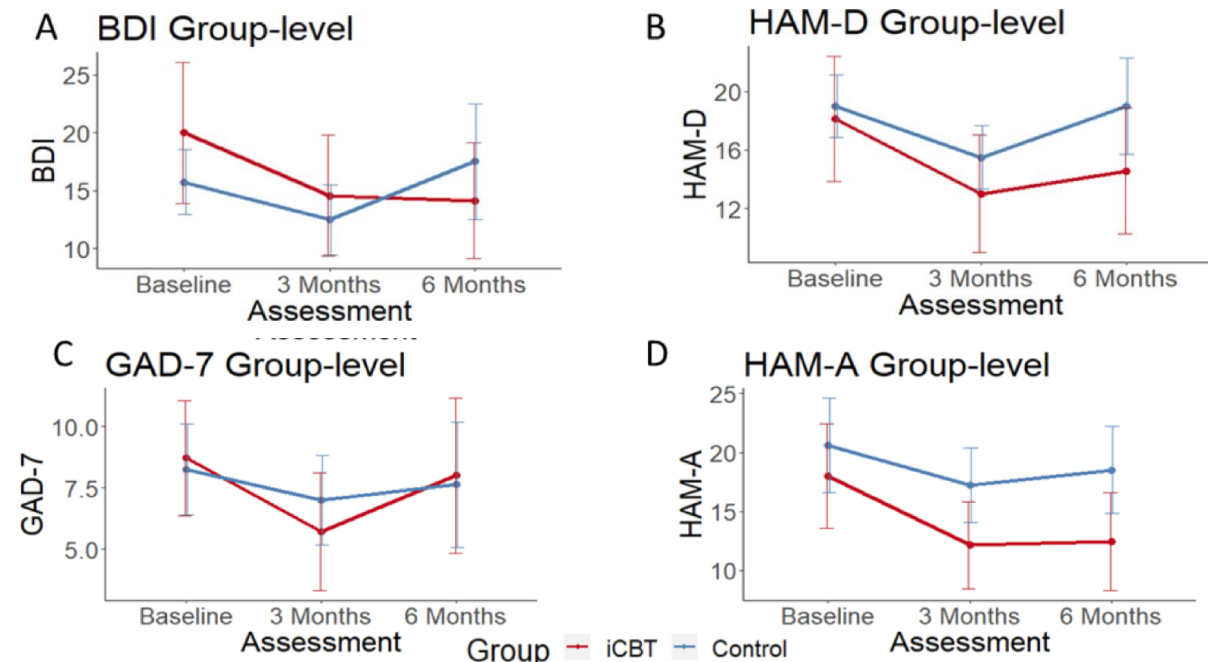 A BDI Group-level
25
20
15
10
BDI
Baseline 3 Months 6 Months
Assessment
B HAM-D Group-level
20
16
12
HAM-D
Baseline 3 Months 6 Months
Assessment
Assessment
C GAD-7 Group-level
10.0
7.5
5.0
GAD-7
Baseline 3 Months 6 Months
Assessment
D HAM-A Group-level
25
20
15
10
HAM-A
Baseline 3 Months 6 Months
Assessment
Group iCBT Control